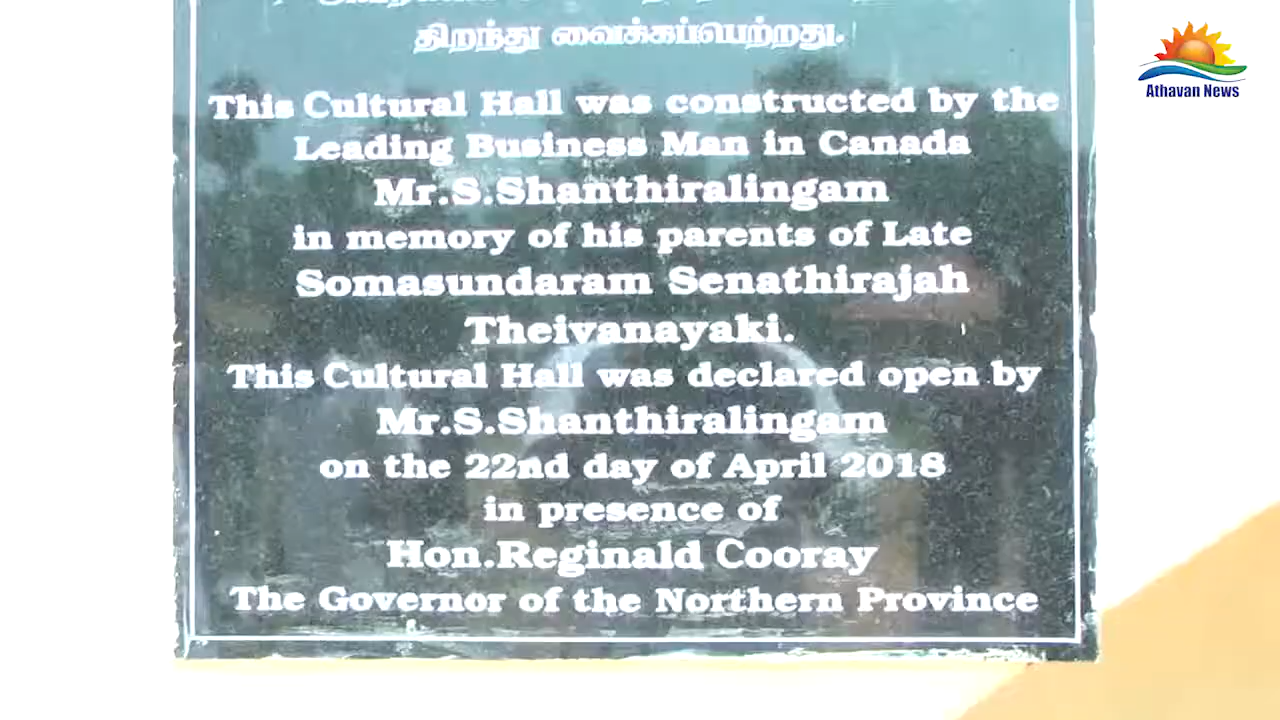 திறந்து வைக்கப்பெற்றது.
This Cultural Hall was constructed by the
Leading Business Man in Canada
Mr.S.Shanthiralingam
in memory of his parents of Late
Somasundaram Senathirajah
Theivanayaki.
This Cultural Hall was declared open by
Mr.S.Shanthiralingam
on the 22nd day of April 2018
in presence of
Hon.Reginald Cooray
The Governor of the Northern Province
Athavan News